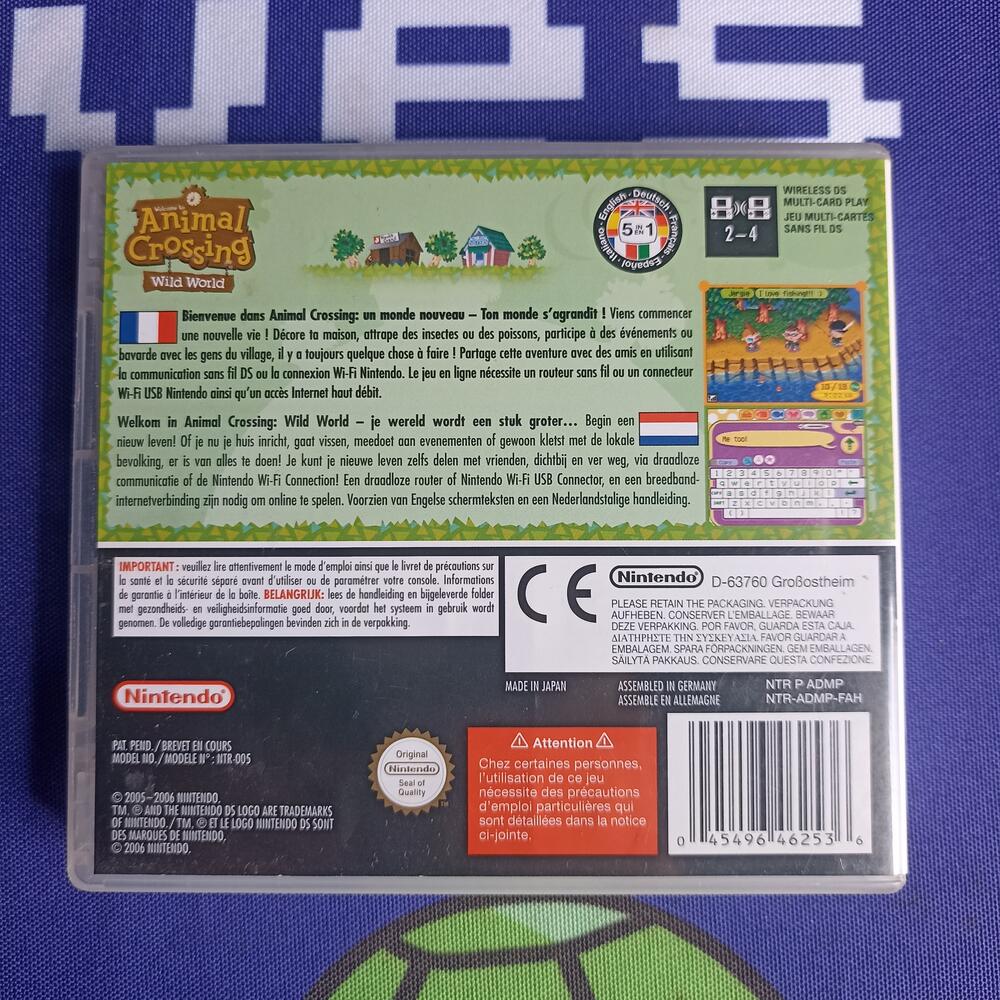 UPS
Welcome to
Animal
Crossing
Wild World
English · Deutsch · Français · Español · Italiano
5 IN EN 1
2–4
WIRELESS DS
MULTI-CARD PLAY
JEU MULTI-CARTES
SANS FIL DS
Bienvenue dans Animal Crossing: un monde nouveau – Ton monde s'agrandit ! Viens commencer
une nouvelle vie ! Décore ta maison, attrape des insectes ou des poissons, participe à des événements ou
bavarde avec les gens du village, il y a toujours quelque chose à faire ! Partage cette aventure avec des amis en utilisant
la communication sans fil DS ou la connexion Wi-Fi Nintendo. Le jeu en ligne nécessite un routeur sans fil ou un connecteur
Wi-Fi USB Nintendo ainsi qu'un accès Internet haut débit.
Jergie I love fishing!!! :)
Welkom in Animal Crossing: Wild World – je wereld wordt een stuk groter... Begin een
nieuw leven! Of je nu je huis inricht, gaat vissen, meedoet aan evenementen of gewoon kletst met de lokale
bevolking, er is van alles te doen! Je kunt je nieuwe leven zelfs delen met vrienden, dichtbij en ver weg, via draadloze
communicatie of de Nintendo Wi-Fi Connection! Een draadloze router of Nintendo Wi-Fi USB Connector, en een breedband-
internetverbinding zijn nodig om online te spelen. Voorzien van Engelse schermteksten en een Nederlandstalige handleiding.
Me too!
IMPORTANT : veuillez lire attentivement le mode d'emploi ainsi que le livret de précautions sur
la santé et la sécurité séparé avant d'utiliser ou de paramétrer votre console. Informations
de garantie à l'intérieur de la boîte. BELANGRIJK: lees de handleiding en bijgeleverde folder
met gezondheids- en veiligheidsinformatie goed door, voordat het systeem in gebruik wordt
genomen. De volledige garantiebepalingen bevinden zich in de verpakking.
CE
Nintendo® D-63760 Großostheim
PLEASE RETAIN THE PACKAGING. VERPACKUNG
AUFHEBEN. CONSERVER L'EMBALLAGE. BEWAAR
DEZE VERPAKKING. POR FAVOR, GUARDA ESTA CAJA.
ΔΙΑΤΗΡΗΣΤΕ ΤΗΝ ΣΥΣΚΕΥΑΣΙΑ. FAVOR GUARDAR A
EMBALAGEM. SPARA FÖRPACKNINGEN. GEM EMBALLAGEN.
SÄILYTÄ PAKKAUS. CONSERVARE QUESTA CONFEZIONE.
MADE IN JAPAN
ASSEMBLED IN GERMANY
ASSEMBLE EN ALLEMAGNE
NTR P ADMP
NTR-ADMP-FAH
Nintendo®
PAT. PEND./BREVET EN COURS
MODEL NO./MODELE N° : NTR-005
Original
Nintendo
Seal of
Quality
TM
⚠ Attention ⚠
Chez certaines personnes,
l'utilisation de ce jeu
nécessite des précautions
d'emploi particulières qui
sont détaillées dans la notice
ci-jointe.
© 2005–2006 NINTENDO.
TM, ® AND THE NINTENDO DS LOGO ARE TRADEMARKS
OF NINTENDO./TM, ® ET LE LOGO NINTENDO DS SONT
DES MARQUES DE NINTENDO.
© 2006 NINTENDO.
0 45496 46253 6